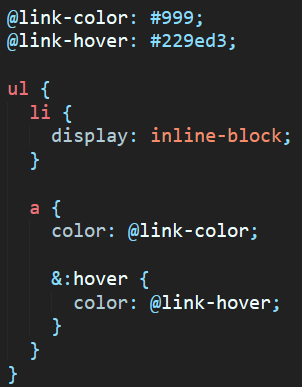 @link-color: #999;
@link-hover: #229ed3;

ul {
  li {
    display: inline-block;
  }

  a {
    color: @link-color;

    &:hover {
      color: @link-hover;
    }
  }
}